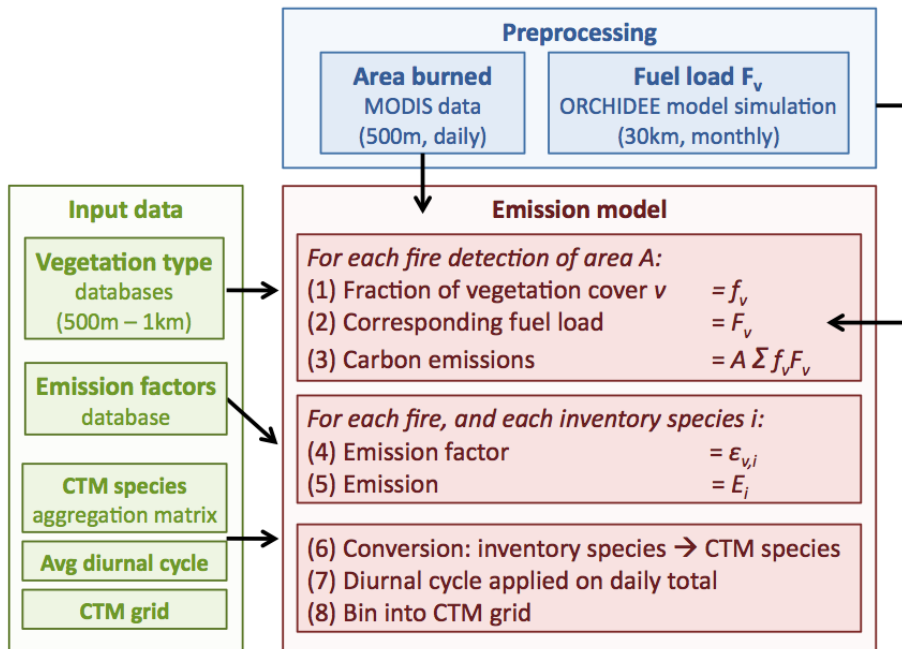 Preprocessing
Area burned
MODIS data
(500m, daily)
Fuel load Fᵥ
ORCHIDEE model simulation
(30km, monthly)
Input data
Vegetation type
databases
(500m – 1km)
Emission factors
database
CTM species
aggregation matrix
Avg diurnal cycle
CTM grid
Emission model
For each fire detection of area A:
(1) Fraction of vegetation cover v = fᵥ
(2) Corresponding fuel load = Fᵥ
(3) Carbon emissions = A Σ fᵥFᵥ
For each fire, and each inventory species i:
(4) Emission factor = εᵥ,ᵢ
(5) Emission = Eᵢ
(6) Conversion: inventory species → CTM species
(7) Diurnal cycle applied on daily total
(8) Bin into CTM grid